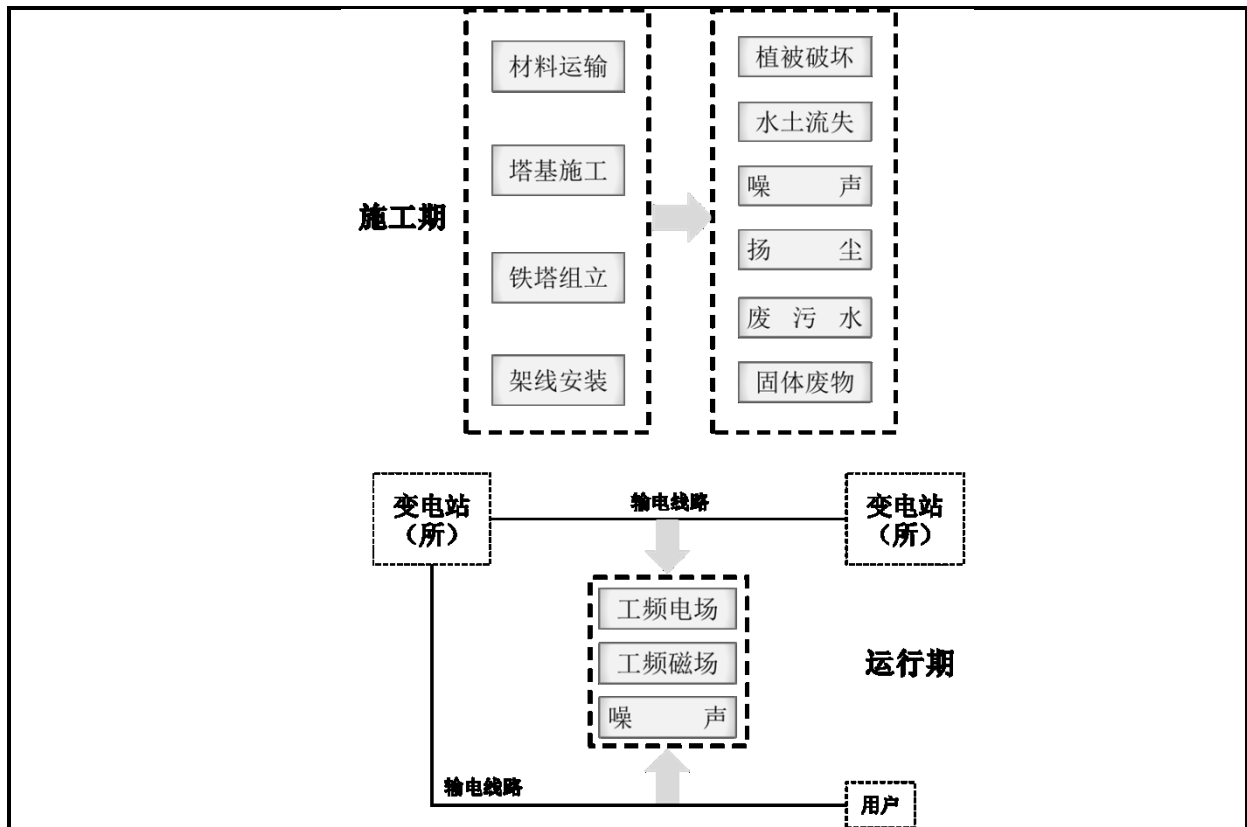 施工期
材料运输
塔基施工
铁塔组立
架线安装
植被破坏
水土流失
噪 声
扬 尘
废 污 水
固体废物
变电站
（所）
输电线路
变电站
（所）
工频电场
工频磁场
噪 声
运行期
输电线路
用户